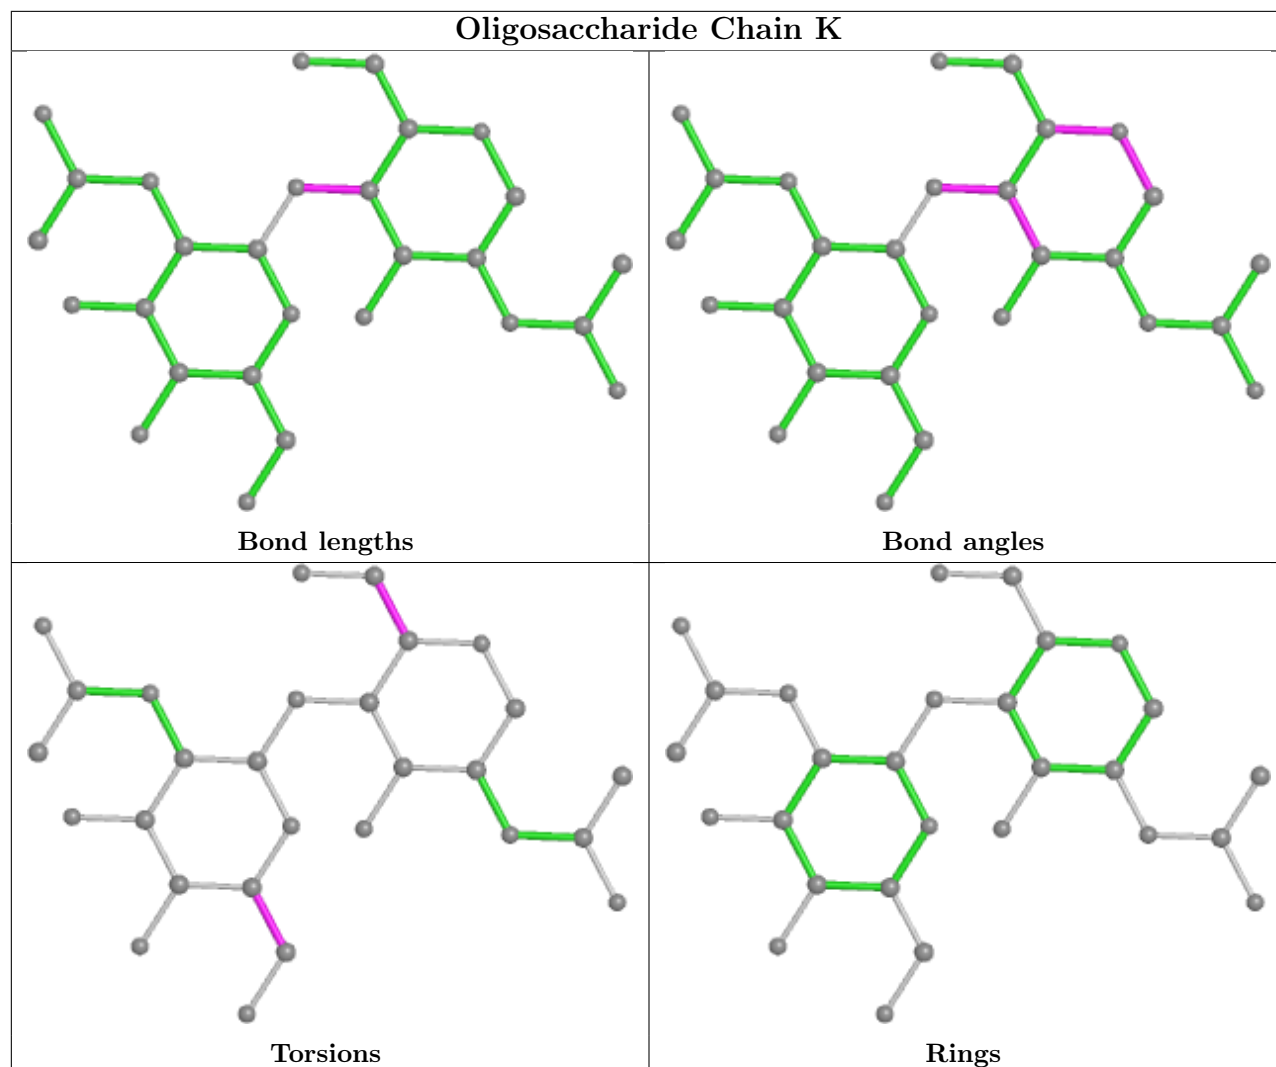 Oligosaccharide Chain K
Bond lengths
Bond angles
Torsions
Rings